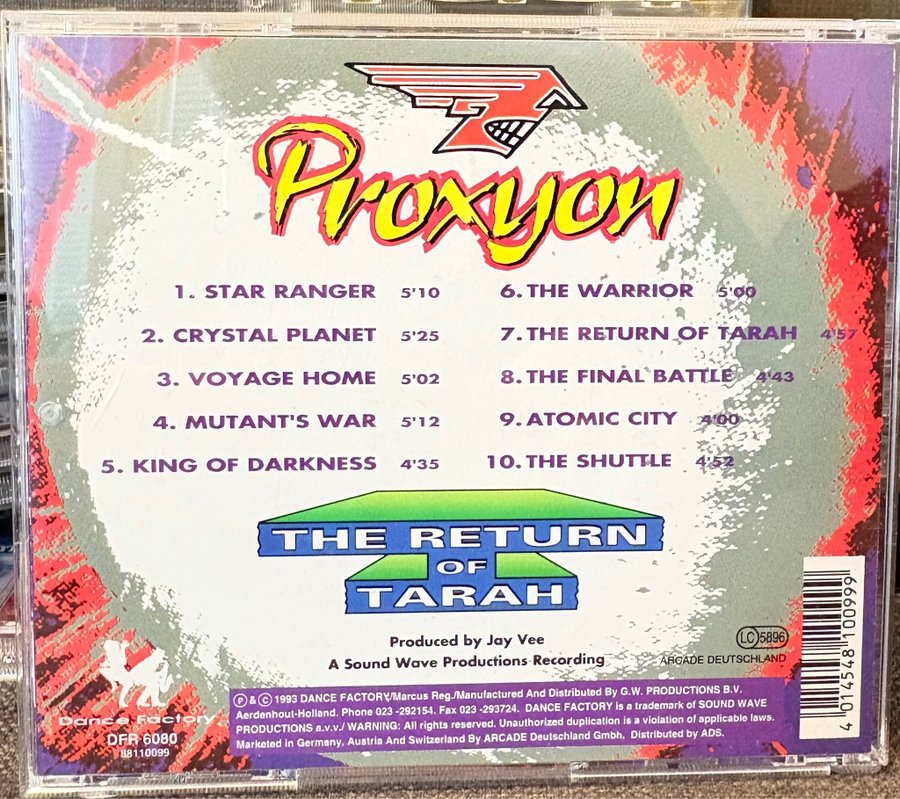 Proxyon
1. STAR RANGER 5'10
2. CRYSTAL PLANET 5'25
3. VOYAGE HOME 5'02
4. MUTANT'S WAR 5'12
5. KING OF DARKNESS 4'35
6. THE WARRIOR 5'00
7. THE RETURN OF TARAH 4'57
8. THE FINAL BATTLE 4'43
9. ATOMIC CITY 4'00
10. THE SHUTTLE 4'52
THE RETURN
OF
TARAH
Produced by Jay Vee
A Sound Wave Productions Recording
LC 5896
ARCADE DEUTSCHLAND
4 014548 100999
Dance Factory
DFR 6080
88110099
Ⓟ & © 1993 DANCE FACTORY/Marcus Reg./Manufactured And Distributed By G.W. PRODUCTIONS B.V.
Aerdenhout-Holland. Phone 023 -292154. Fax 023 -293724. DANCE FACTORY is a trademark of SOUND WAVE
PRODUCTIONS a.v.v./ WARNING: All rights reserved. Unauthorized duplication is a violation of applicable laws.
Marketed in Germany, Austria And Switzerland By ARCADE Deutschland Gmbh. Distributed by ADS.